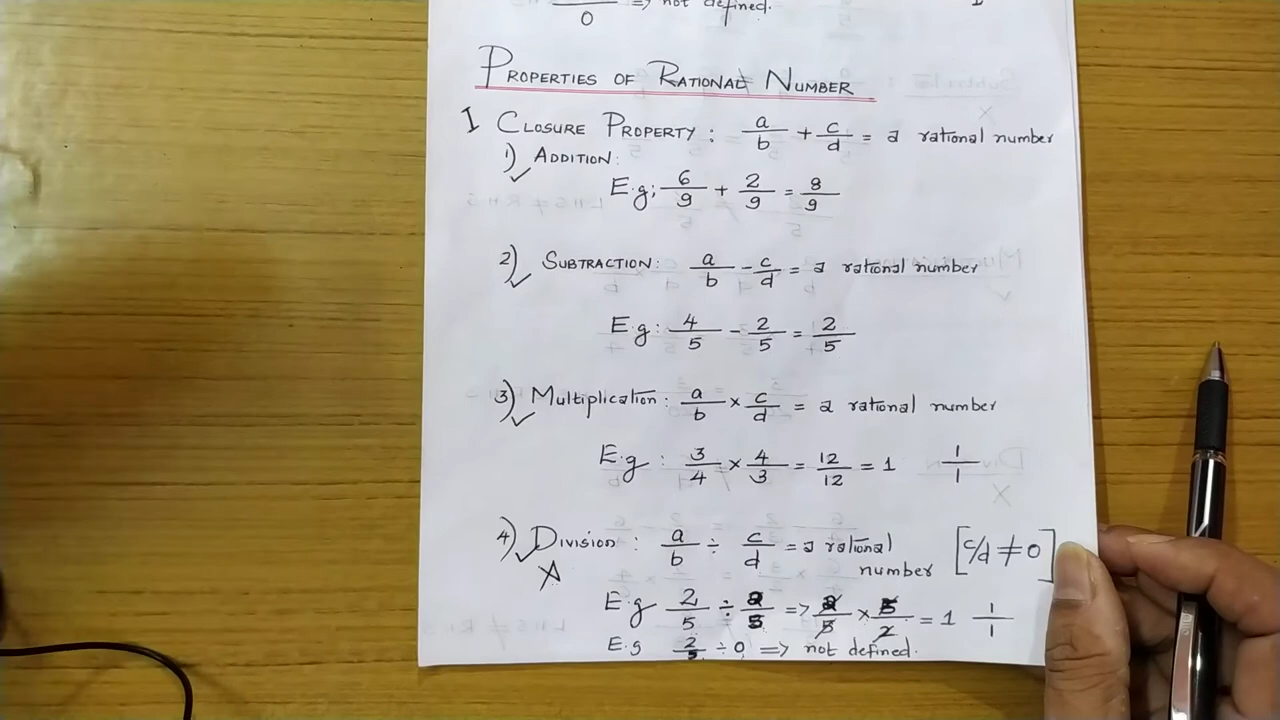 0 => not defined.
PROPERTIES OF RATIONAL NUMBER
I CLOSURE PROPERTY : a/b + c/d = a rational number
1) ADDITION:
E.g; 6/9 + 2/9 = 8/9
2) SUBTRACTION: a/b - c/d = a rational number
E.g: 4/5 - 2/5 = 2/5
3) Multiplication: a/b × c/d = a rational number
E.g : 3/4 × 4/3 = 12/12 = 1 1/1
4) DIVISION : a/b ÷ c/d = a rational number [c/d ≠ 0]
E.g 2/5 ÷ 2/5 => 2/5 × 5/2 = 1 1/1
E.g 2/5 ÷ 0 => not defined.